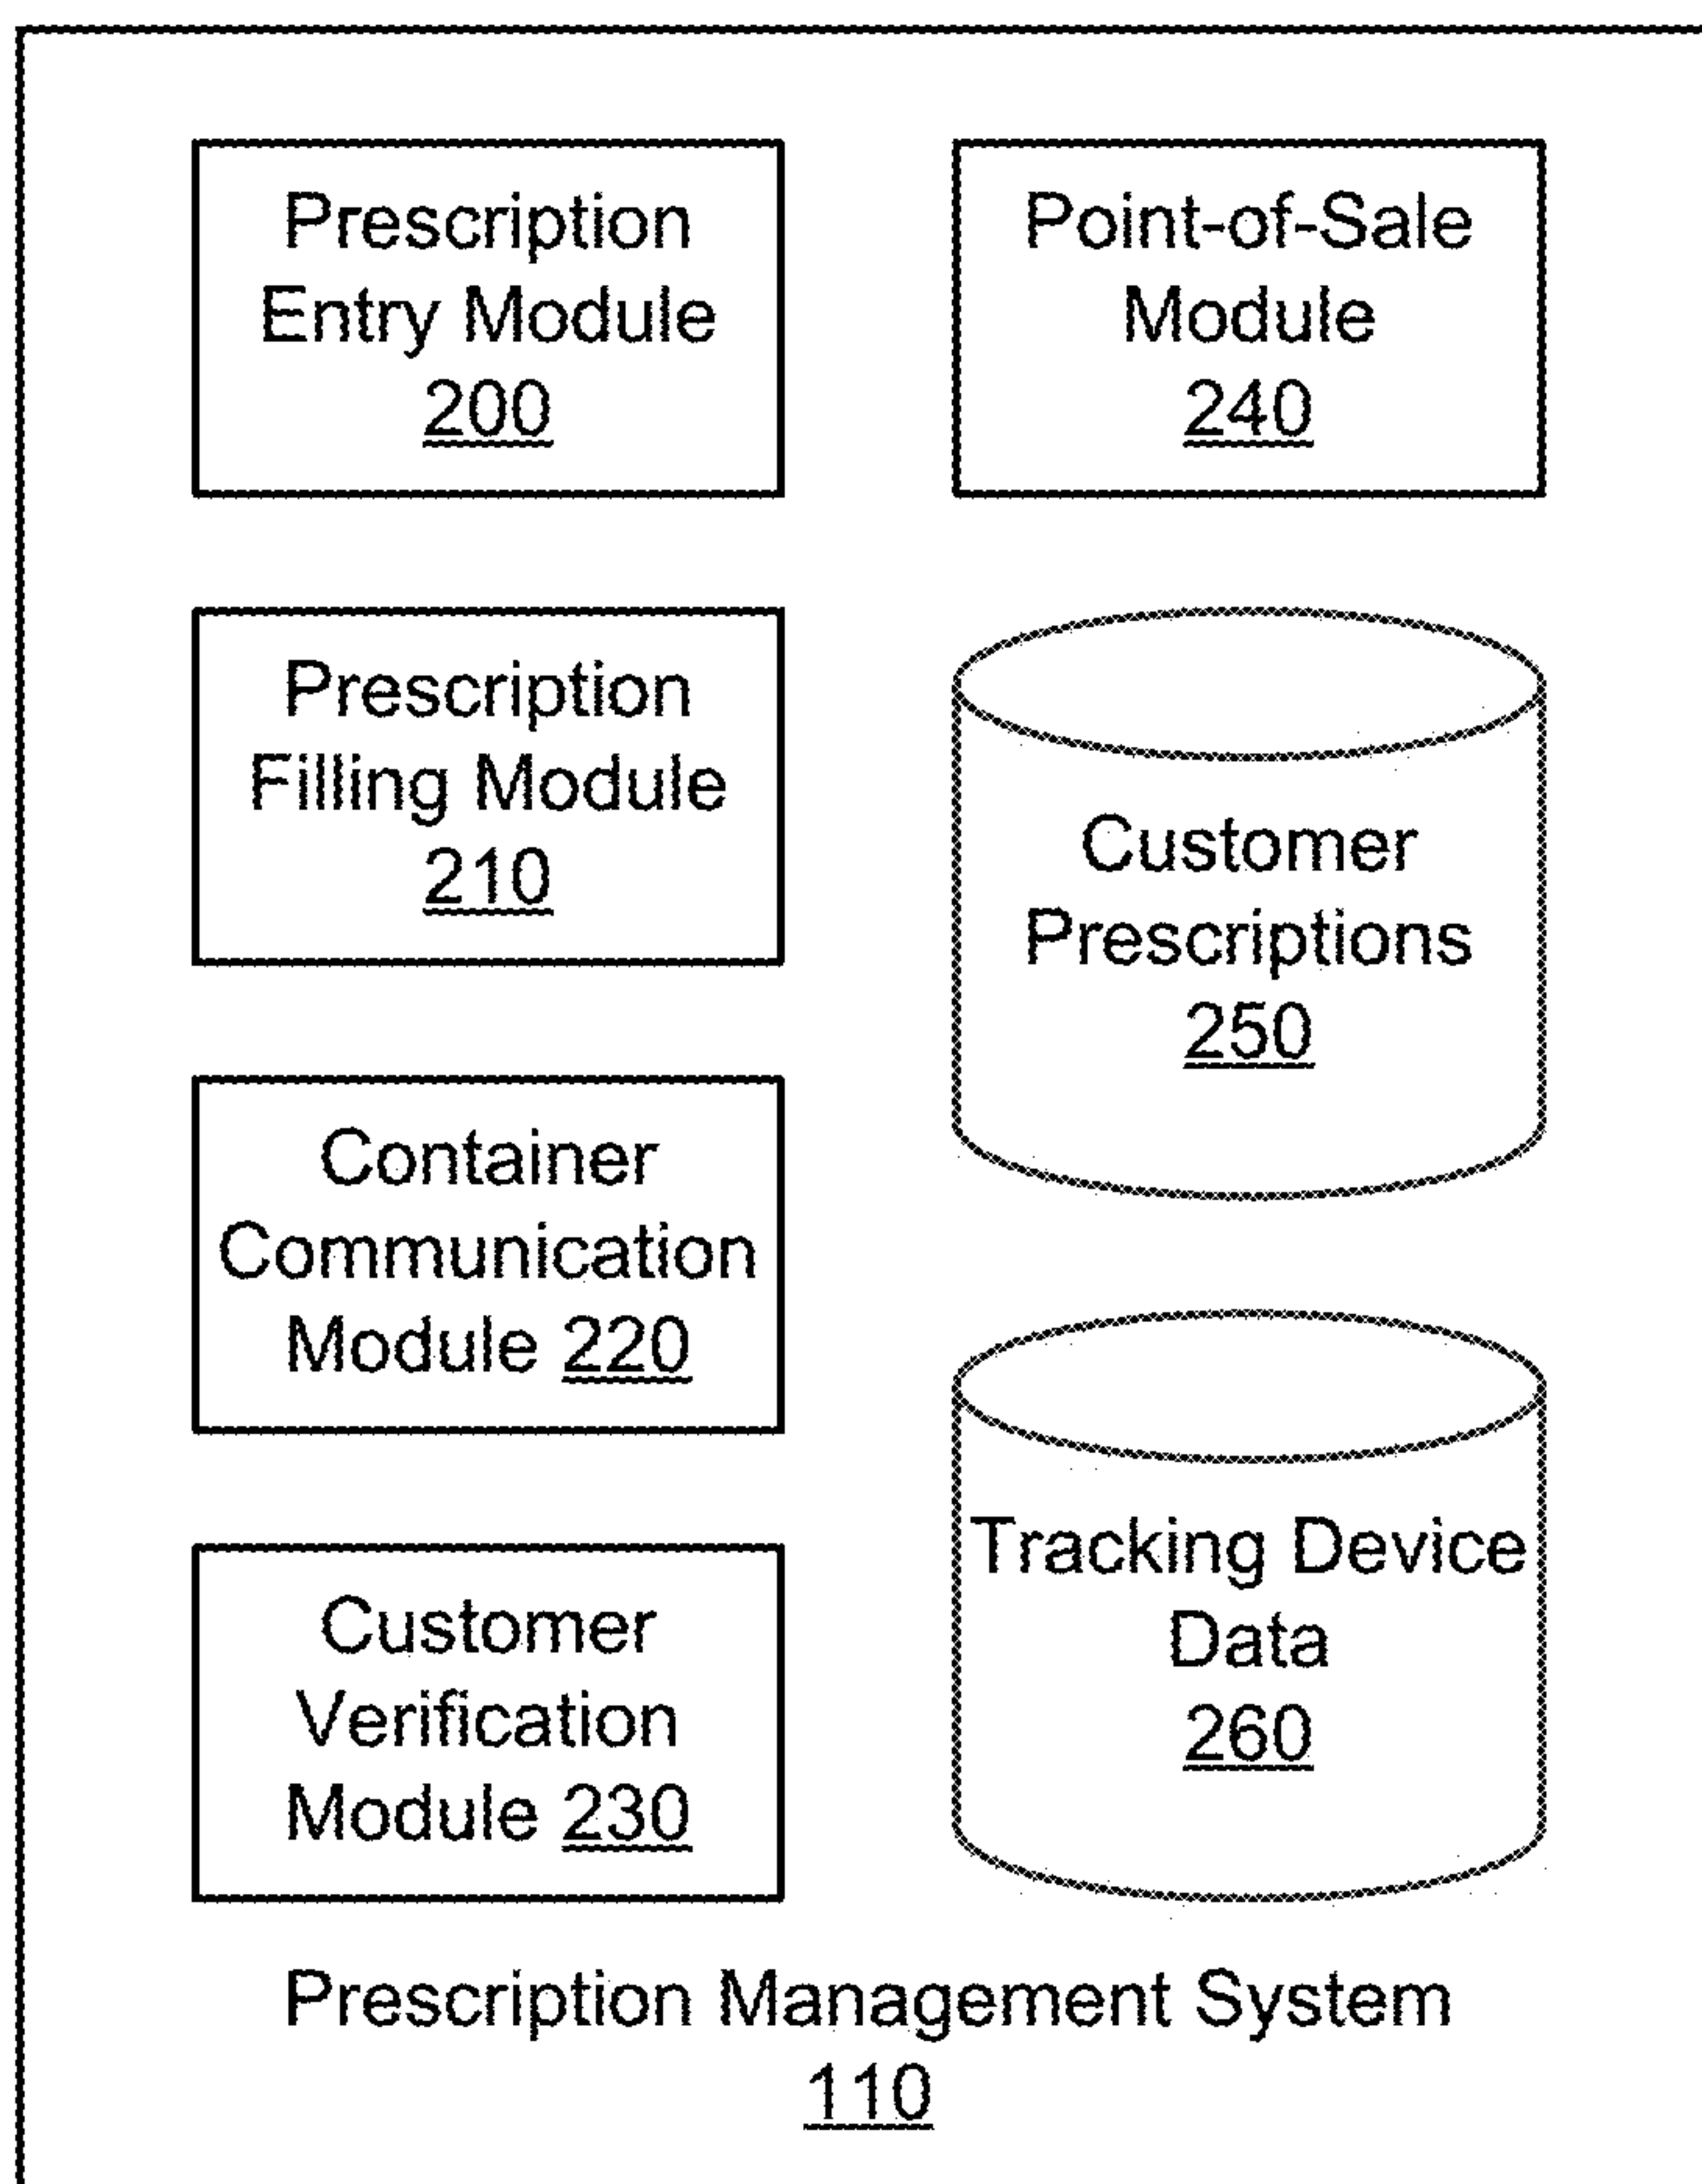 Prescription
Entry Module
200
Point-of-Sale
Module
240
Prescription
Filling Module
210
Customer
Prescriptions
250
Container
Communication
Module 220
Tracking Device
Data
260
Customer
Verification
Module 230
Prescription Management System
110